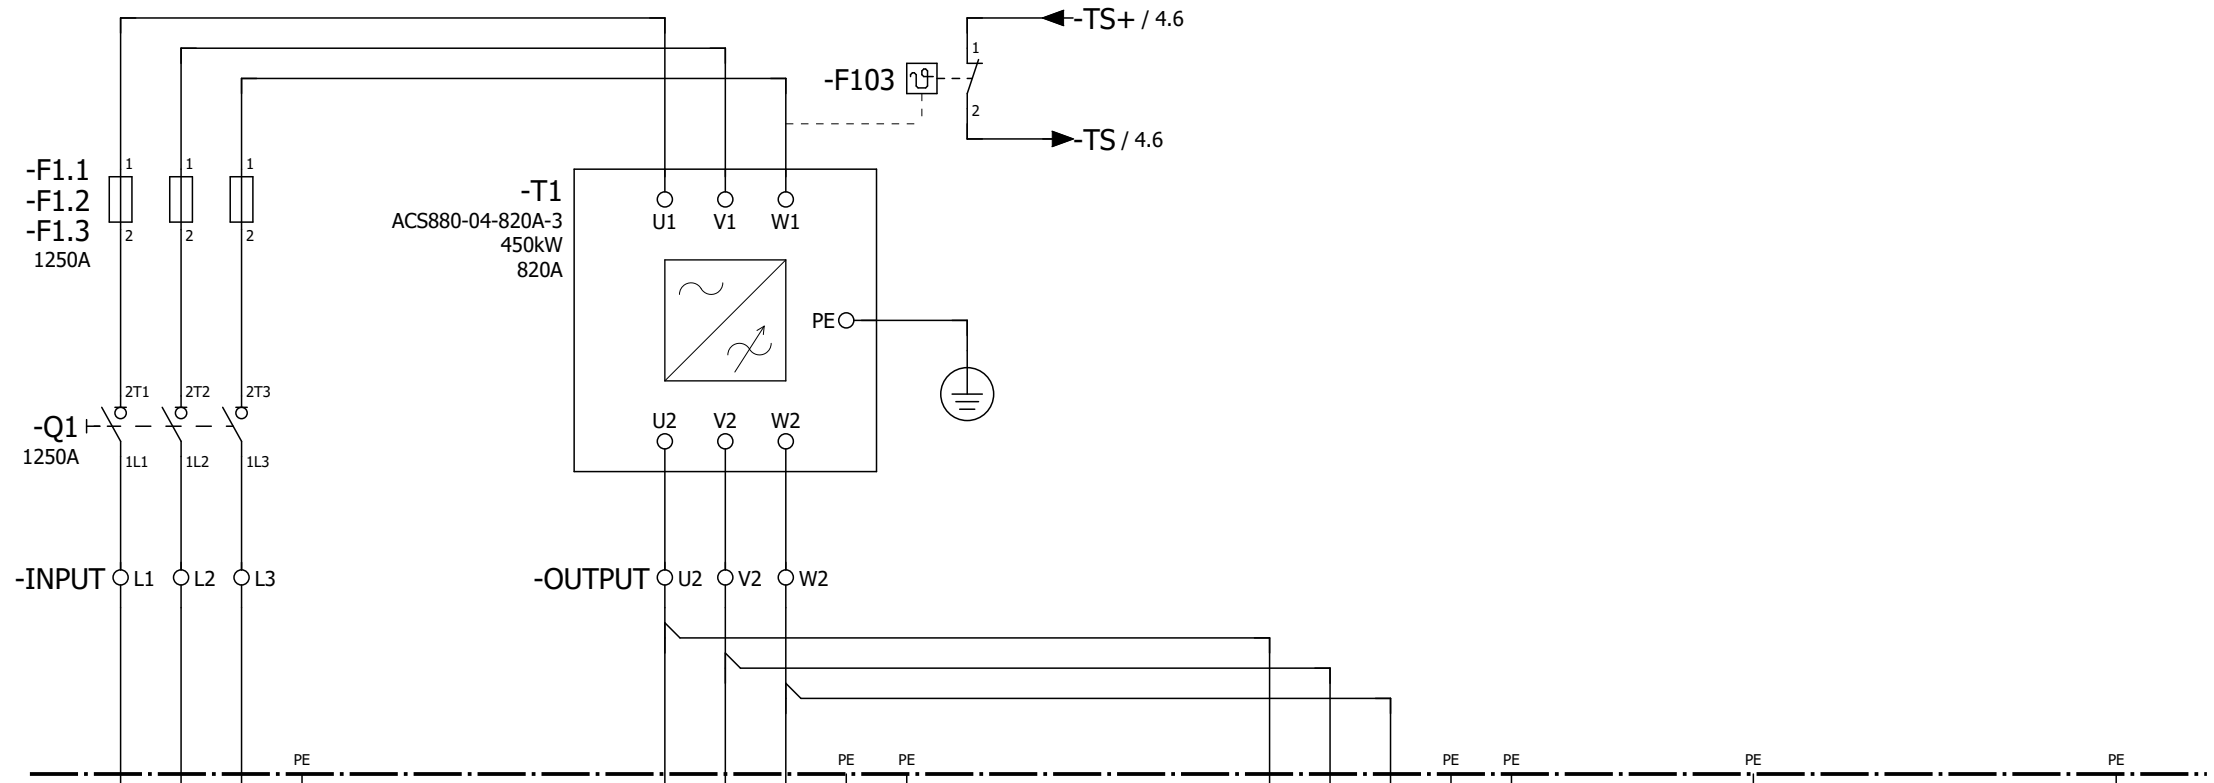 -TS+ / 4.6
1
-F103
2
-TS / 4.6
-F1.1
-F1.2
-F1.3
1250A
1 1 1
2 2 2
-T1
ACS880-04-820A-3
450kW
820A
U1 V1 W1
PE
U2 V2 W2
2T1 2T2 2T3
-Q1
1250A
1L1 1L2 1L3
-INPUT L1 L2 L3
-OUTPUT U2 V2 W2
PE PE PE PE PE PE PE